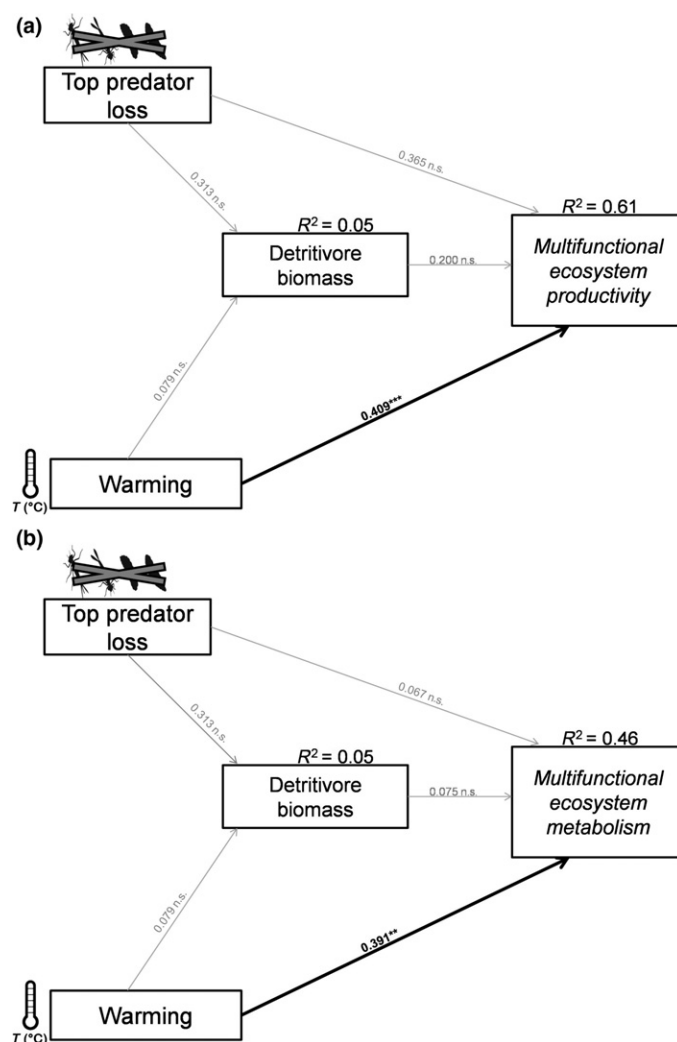 (a)
Top predator
loss
0.365 n.s.
0.313 n.s.
R² = 0.05
R² = 0.61
Detritivore
biomass
0.200 n.s.
Multifunctional
ecosystem
productivity
0.079 n.s.
0.409***
Warming
T (°C)
(b)
Top predator
loss
0.067 n.s.
0.313 n.s.
R² = 0.05
R² = 0.46
Detritivore
biomass
0.075 n.s.
Multifunctional
ecosystem
metabolism
0.079 n.s.
0.391**
Warming
T (°C)